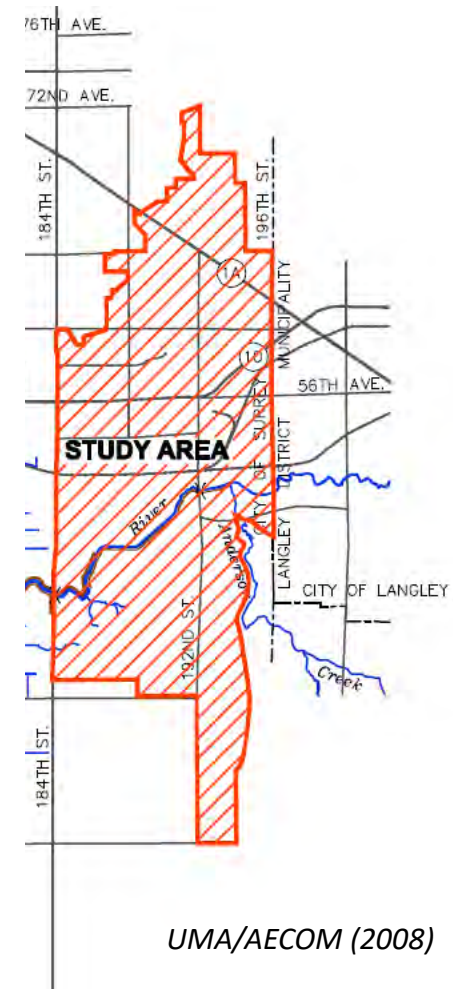 76TH AVE.
72ND AVE.
184TH ST.
196TH ST.
1A
10
56TH AVE.
CITY OF SURREY
LANGLEY DISTRICT MUNICIPALITY
STUDY AREA
River
Anderso
192ND ST.
CITY OF LANGLEY
Creek
184TH ST.
UMA/AECOM (2008)